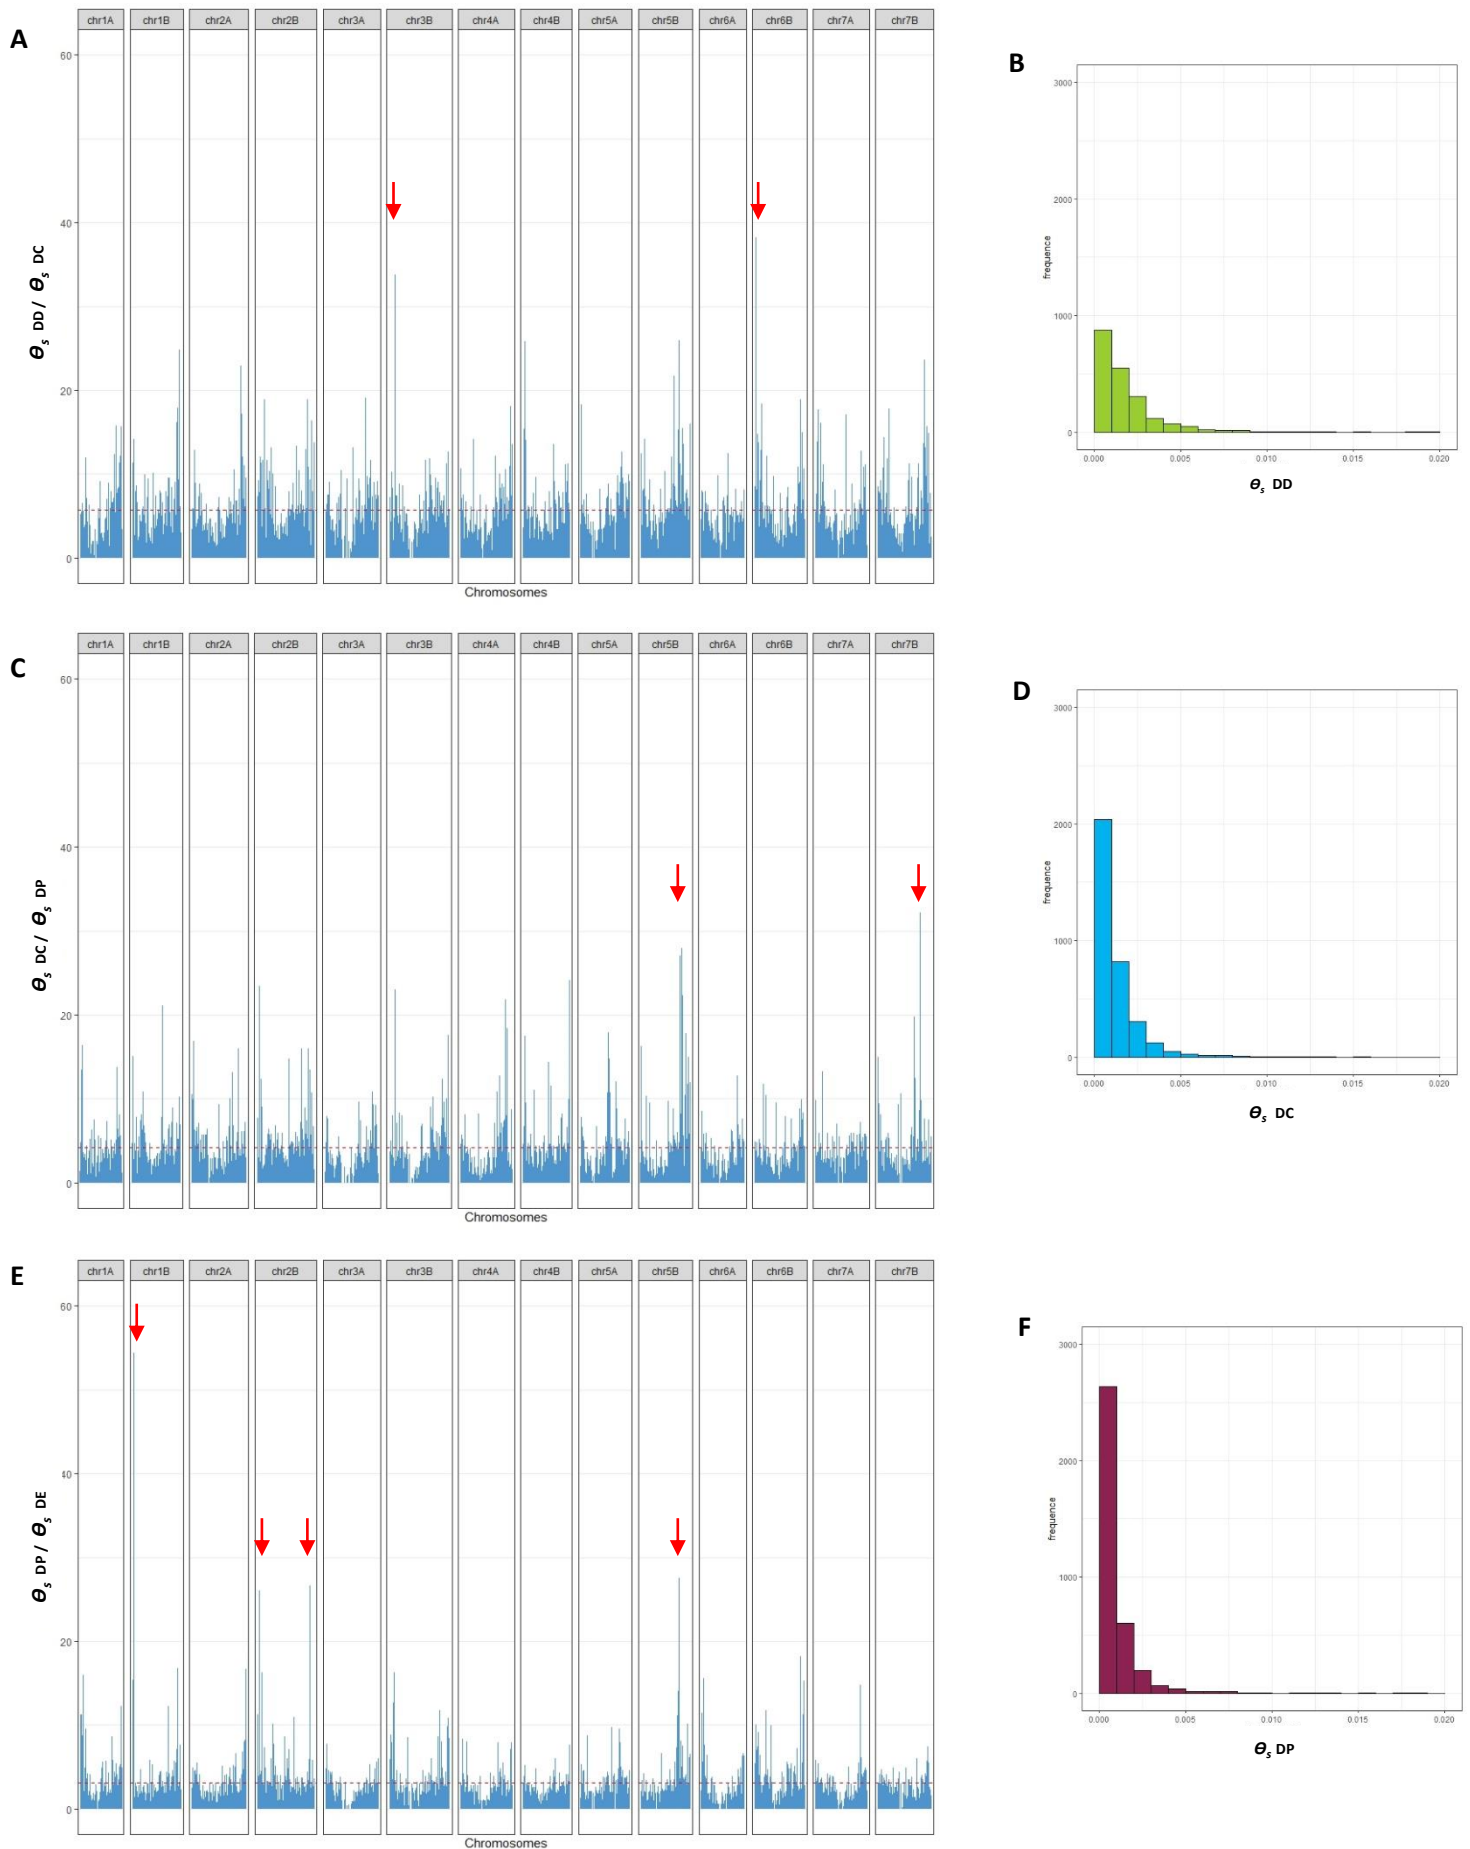 A
chr1A chr1B chr2A chr2B chr3A chr3B chr4A chr4B chr5A chr5B chr6A chr6B chr7A chr7B
60
40
20
0
θs DD / θs DC
Chromosomes
B
3000
2000
1000
0
frequence
0.000 0.005 0.010 0.015 0.020
θs DD
C
chr1A chr1B chr2A chr2B chr3A chr3B chr4A chr4B chr5A chr5B chr6A chr6B chr7A chr7B
60
40
20
0
θs DC / θs DP
Chromosomes
D
3000
2000
1000
0
frequence
0.000 0.005 0.010 0.015 0.020
θs DC
E
chr1A chr1B chr2A chr2B chr3A chr3B chr4A chr4B chr5A chr5B chr6A chr6B chr7A chr7B
60
40
20
0
θs DP / θs DE
Chromosomes
F
3000
2000
1000
0
frequence
0.000 0.005 0.010 0.015 0.020
θs DP